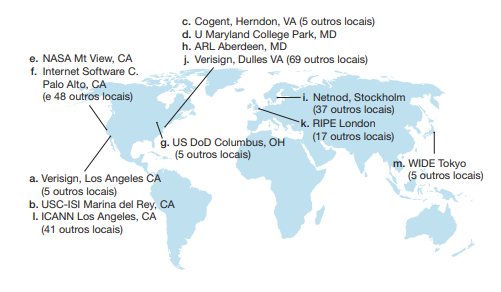 c. Cogent, Herndon, VA (5 outros locais)
d. U Maryland College Park, MD
h. ARL Aberdeen, MD
j. Verisign, Dulles VA (69 outros locais)
e. NASA Mt View, CA
f. Internet Software C.
Palo Alto, CA
(e 48 outros locais)
i. Netnod, Stockholm
(37 outros locais)
k. RIPE London
(17 outros locais)
g. US DoD Columbus, OH
(5 outros locais)
m. WIDE Tokyo
(5 outros locais)
a. Verisign, Los Angeles CA
(5 outros locais)
b. USC-ISI Marina del Rey, CA
l. ICANN Los Angeles, CA
(41 outros locais)